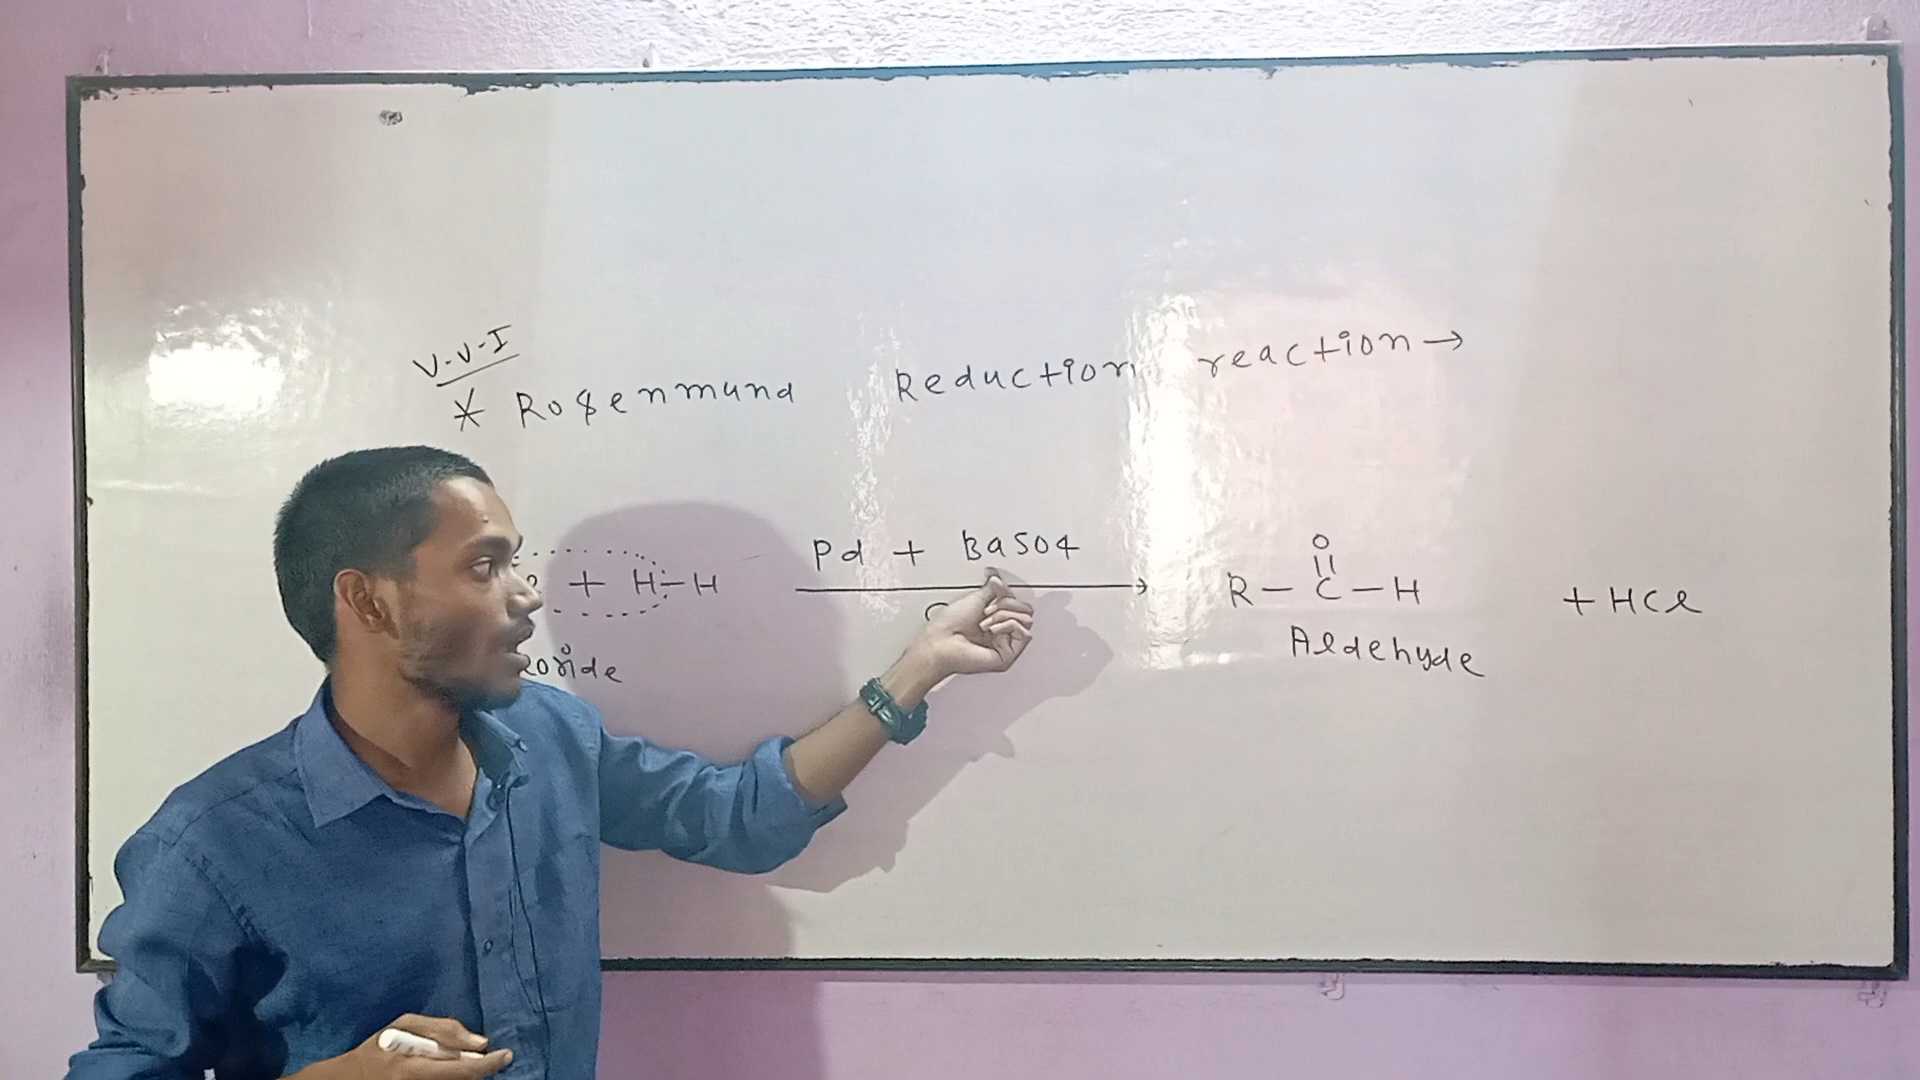 V-V-I
* Rosenmund Reduction reaction →
Pd + BaSO4
+ H-H
O
||
R - C - H + HCl
Aldehyde